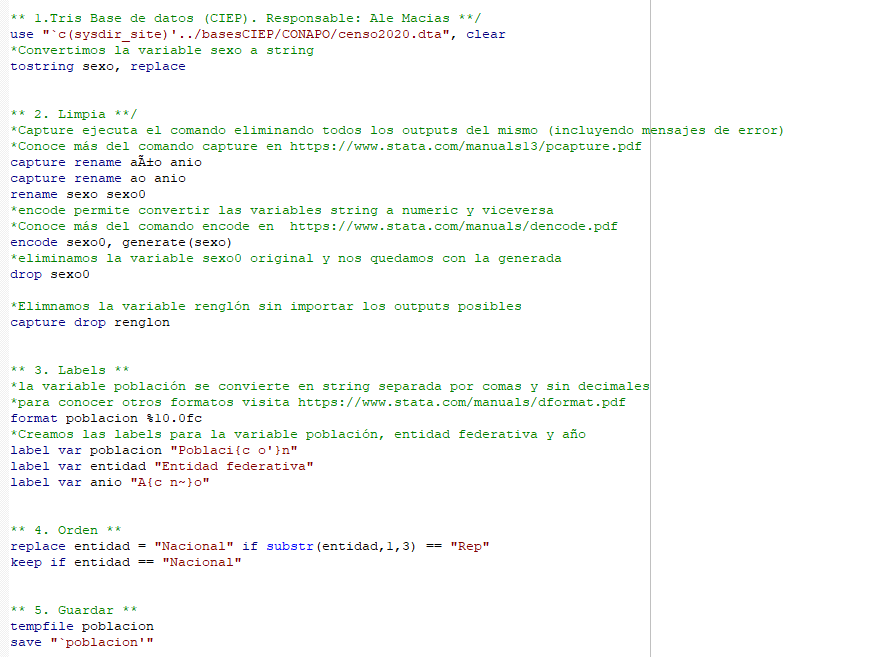 ** 1.Tris Base de datos (CIEP). Responsable: Ale Macias **/
use "`c(sysdir_site)'../basesCIEP/CONAPO/censo2020.dta", clear
*Convertimos la variable sexo a string
tostring sexo, replace
** 2. Limpia **/
*Capture ejecuta el comando eliminando todos los outputs del mismo (incluyendo mensajes de error)
*Conoce más del comando capture en https://www.stata.com/manuals13/pcapture.pdf
capture rename aÃ±o anio
capture rename ao anio
rename sexo sexo0
*encode permite convertir las variables string a numeric y viceversa
*Conoce más del comando encode en  https://www.stata.com/manuals/dencode.pdf
encode sexo0, generate(sexo)
*eliminamos la variable sexo0 original y nos quedamos con la generada
drop sexo0
*Elimnamos la variable renglón sin importar los outputs posibles
capture drop renglon
** 3. Labels **
*la variable población se convierte en string separada por comas y sin decimales
*para conocer otros formatos visita https://www.stata.com/manuals/dformat.pdf
format poblacion %10.0fc
*Creamos las labels para la variable población, entidad federativa y año
label var poblacion "Poblaci{c o'}n"
label var entidad "Entidad federativa"
label var anio "A{c n~}o"
** 4. Orden **
replace entidad = "Nacional" if substr(entidad,1,3) == "Rep"
keep if entidad == "Nacional"
** 5. Guardar **
tempfile poblacion
save "`poblacion'"